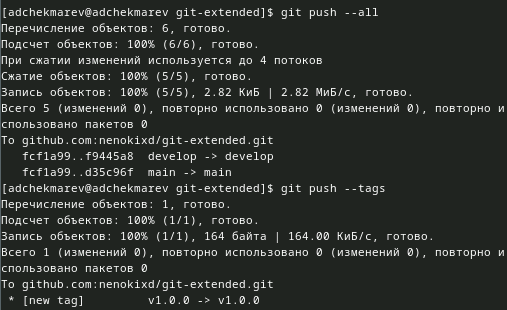 [adchekmarev@adchekmarev git-extended]$ git push --all
Перечисление объектов: 6, готово.
Подсчет объектов: 100% (6/6), готово.
При сжатии изменений используется до 4 потоков
Сжатие объектов: 100% (5/5), готово.
Запись объектов: 100% (5/5), 2.82 КиБ | 2.82 МиБ/с, готово.
Всего 5 (изменений 0), повторно использовано 0 (изменений 0), повторно и
спользовано пакетов 0
To github.com:nenokixd/git-extended.git
   fcf1a99..f9445a8  develop -> develop
   fcf1a99..d35c96f  main -> main
[adchekmarev@adchekmarev git-extended]$ git push --tags
Перечисление объектов: 1, готово.
Подсчет объектов: 100% (1/1), готово.
Запись объектов: 100% (1/1), 164 байта | 164.00 КиБ/с, готово.
Всего 1 (изменений 0), повторно использовано 0 (изменений 0), повторно и
спользовано пакетов 0
To github.com:nenokixd/git-extended.git
 * [new tag]         v1.0.0 -> v1.0.0